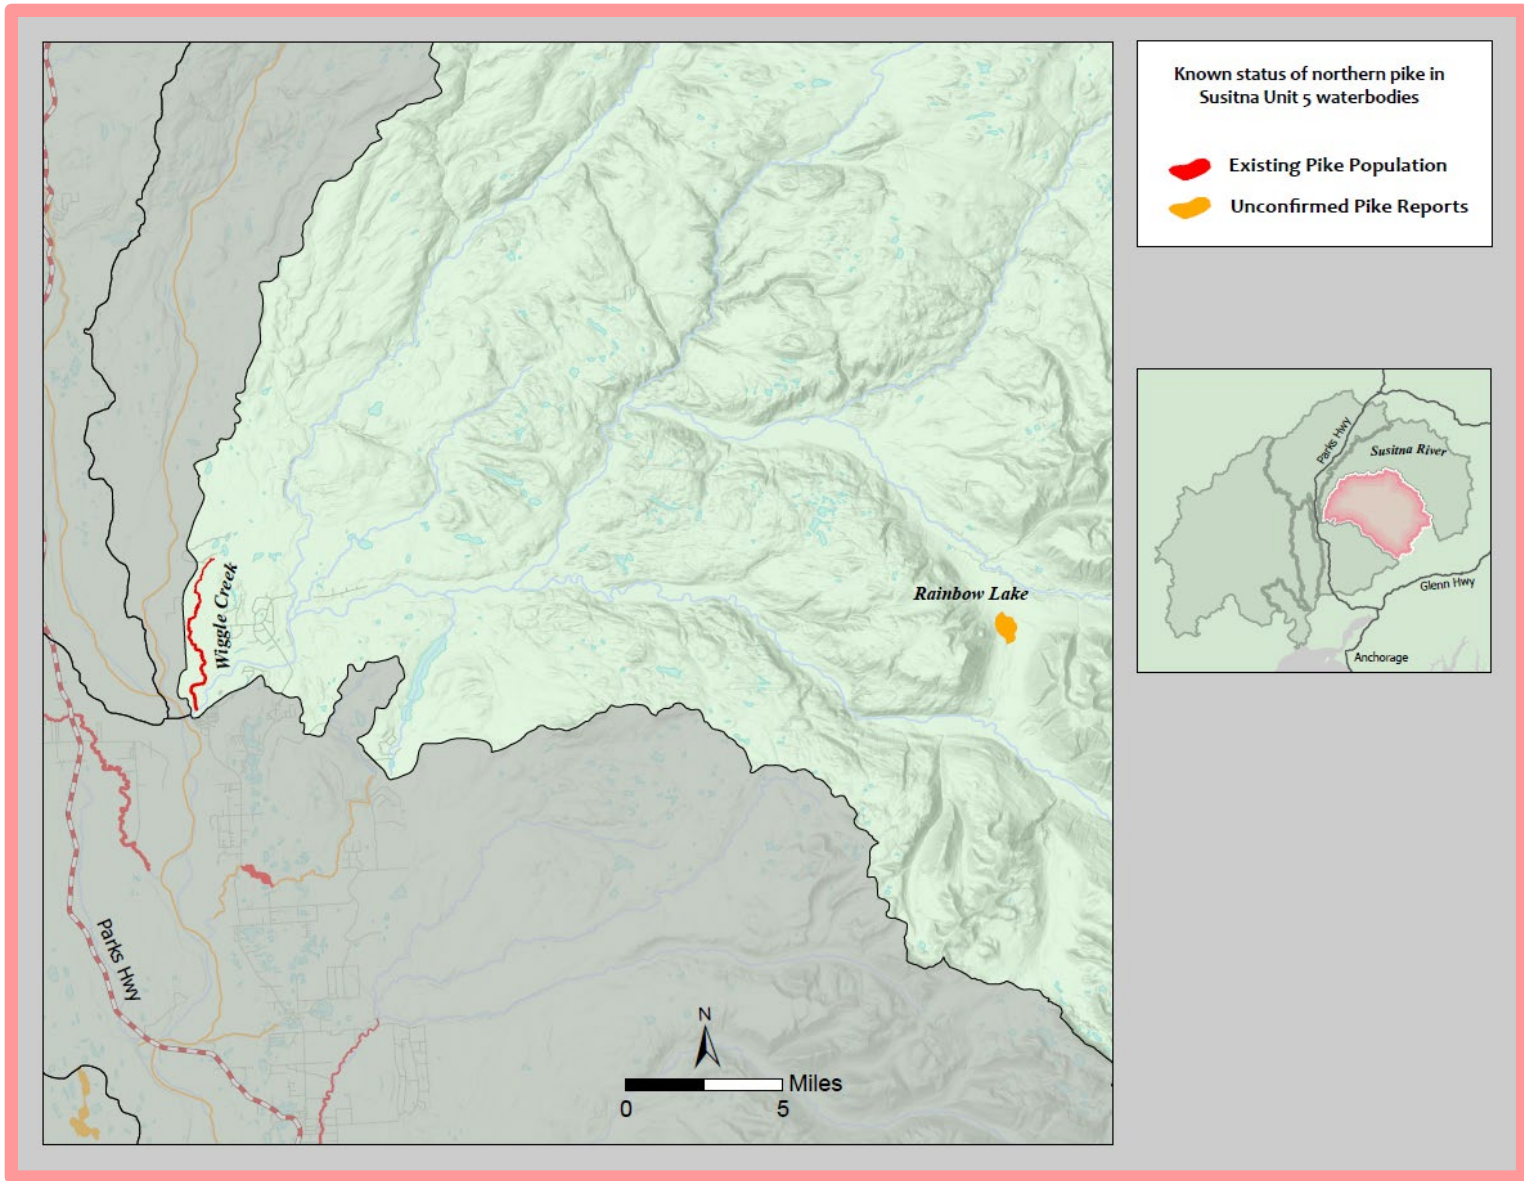 Known status of northern pike in
Susitna Unit 5 waterbodies
Existing Pike Population
Unconfirmed Pike Reports
Wiggle Creek
Rainbow Lake
Parks Hwy
N
Miles
0 5
Parks Hwy
Susitna River
Glenn Hwy
Anchorage